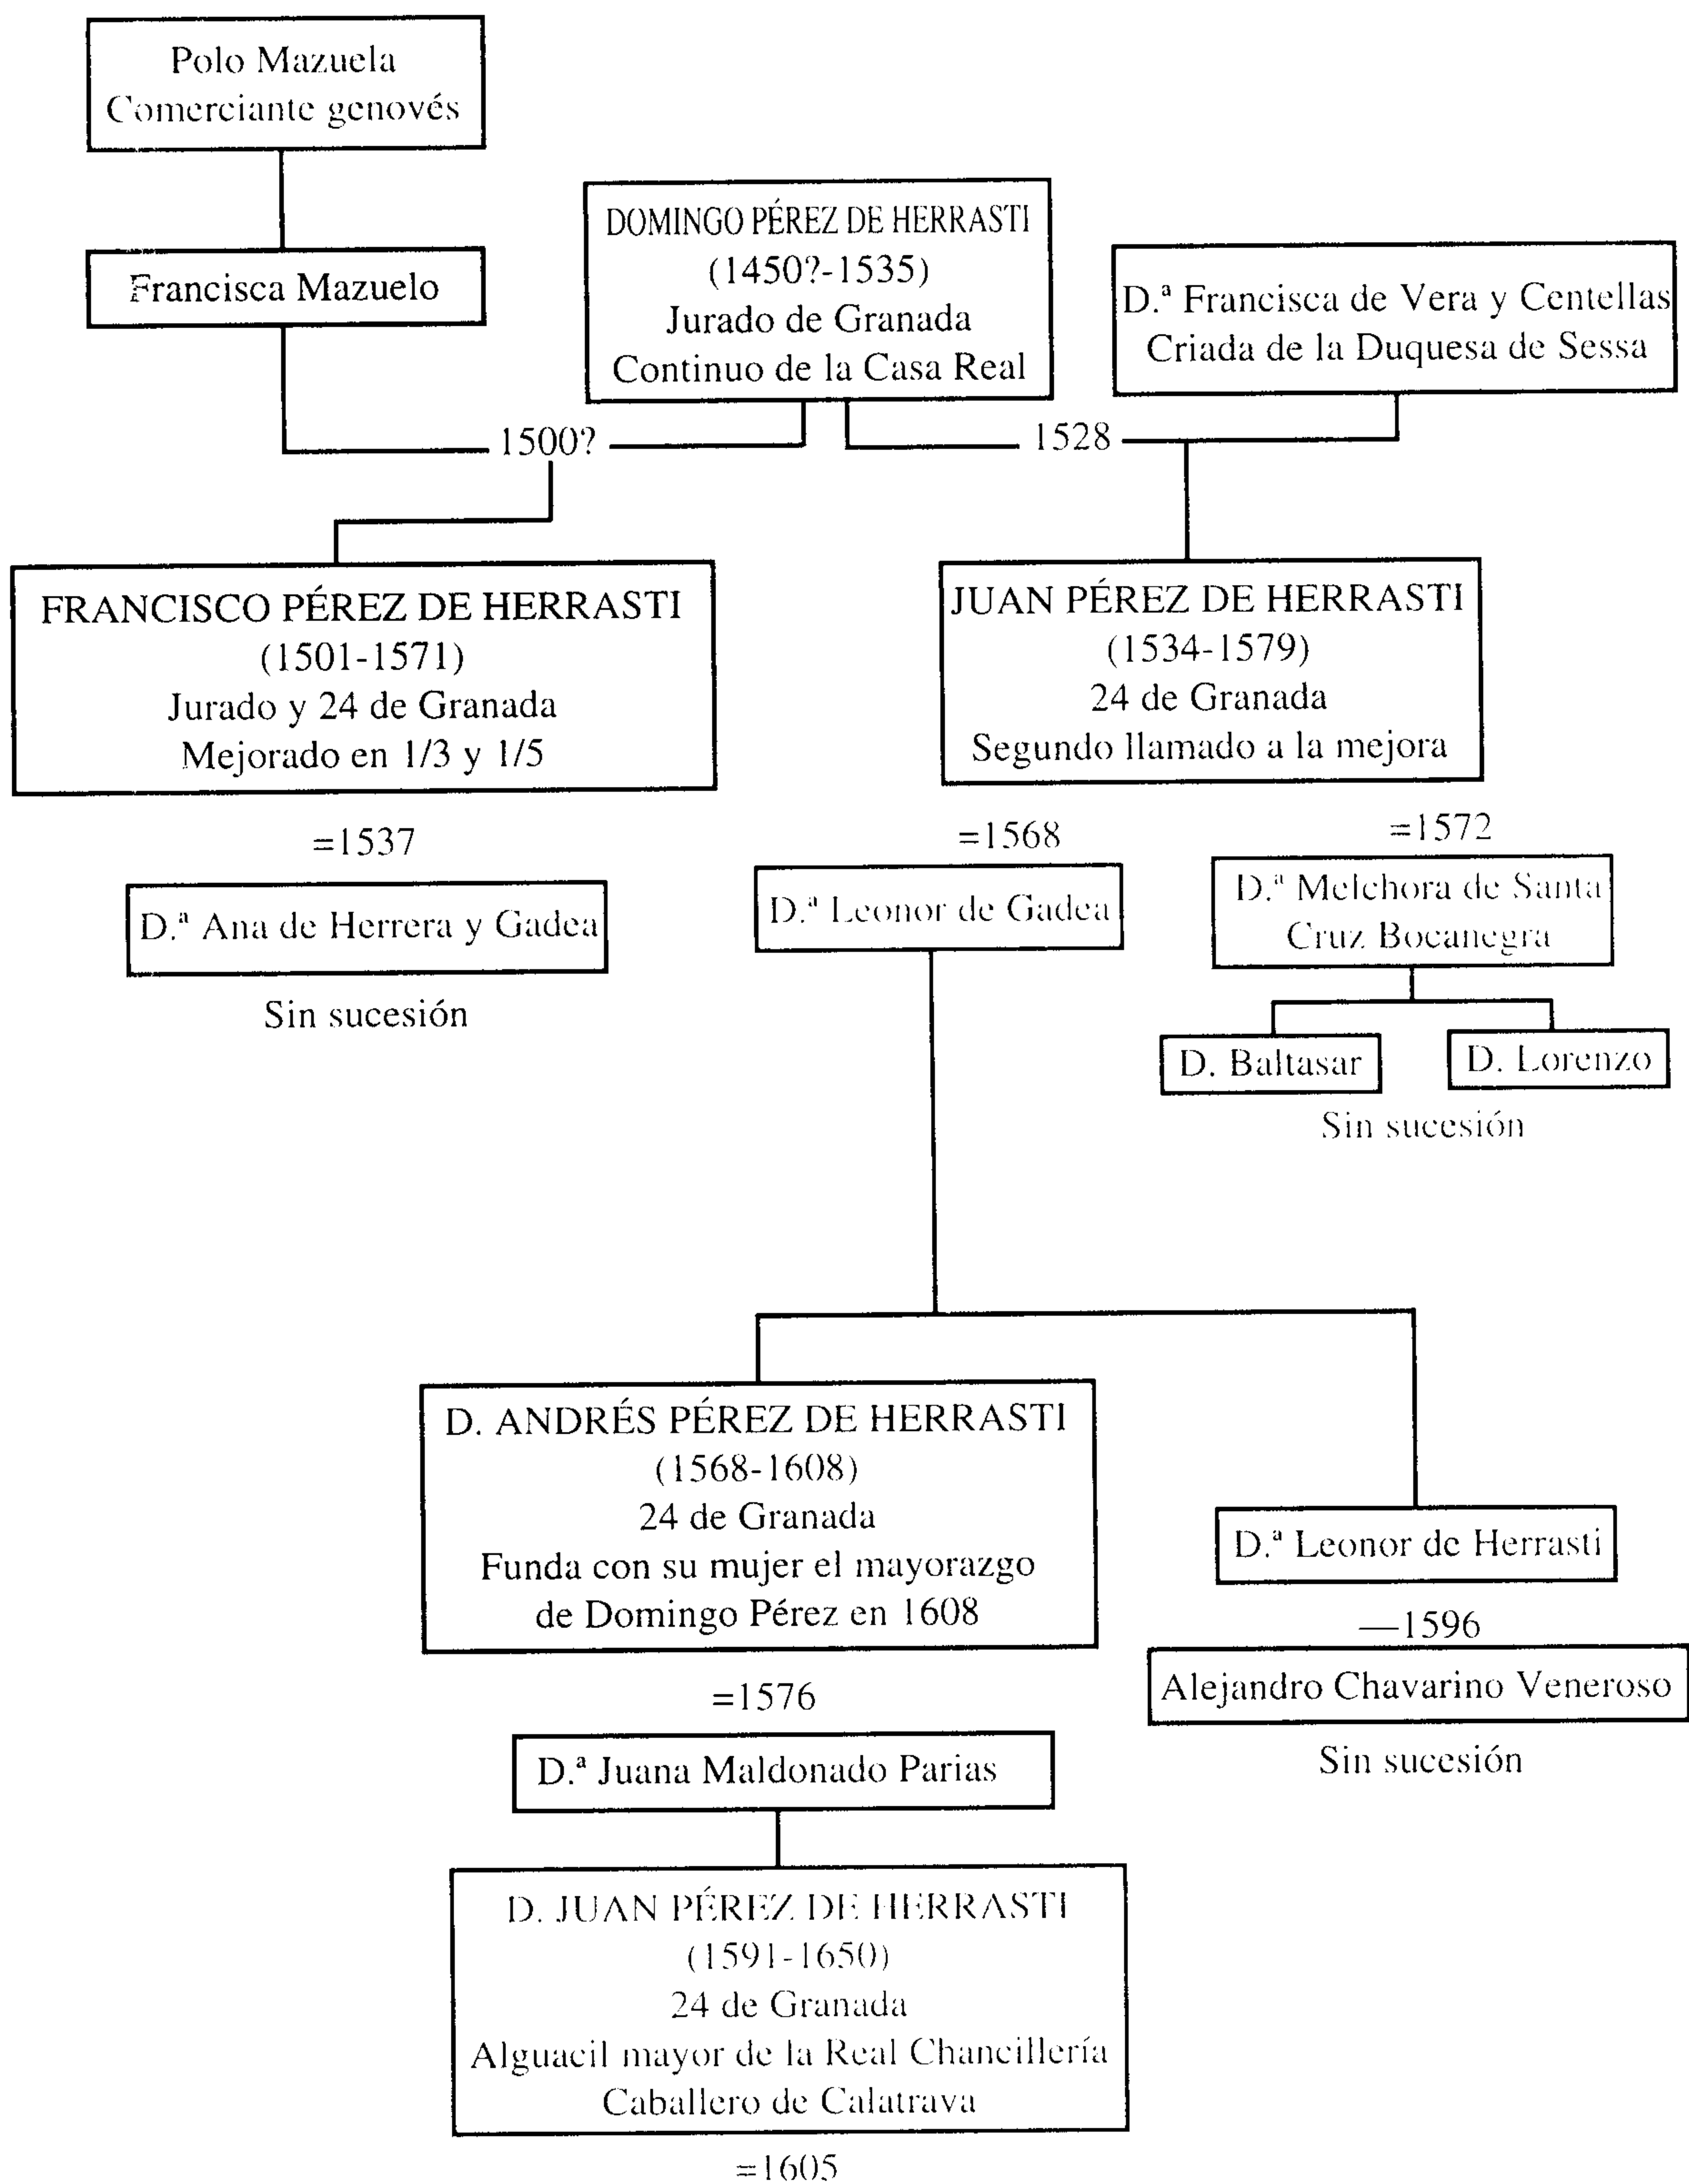 Polo Mazuela
Comerciante genovés
Francisca Mazuelo
DOMINGO PÉREZ DE HERRASTI
(1450?-1535)
Jurado de Granada
Continuo de la Casa Real
D.ª Francisca de Vera y Centellas
Criada de la Duquesa de Sessa
1500?
1528
FRANCISCO PÉREZ DE HERRASTI
(1501-1571)
Jurado y 24 de Granada
Mejorado en 1/3 y 1/5
JUAN PÉREZ DE HERRASTI
(1534-1579)
24 de Granada
Segundo llamado a la mejora
=1537
D.ª Ana de Herrera y Gadea
Sin sucesión
=1568
D.ª Leonor de Gadea
=1572
D.ª Melchora de Santa
Cruz Bocanegra
D. Baltasar
D. Lorenzo
Sin sucesión
D. ANDRÉS PÉREZ DE HERRASTI
(1568-1608)
24 de Granada
Funda con su mujer el mayorazgo
de Domingo Pérez en 1608
D.ª Leonor de Herrasti
—1596
Alejandro Chavarino Veneroso
Sin sucesión
=1576
D.ª Juana Maldonado Parias
D. JUAN PÉREZ DE HERRASTI
(1591-1650)
24 de Granada
Alguacil mayor de la Real Chancillería
Caballero de Calatrava
=1605